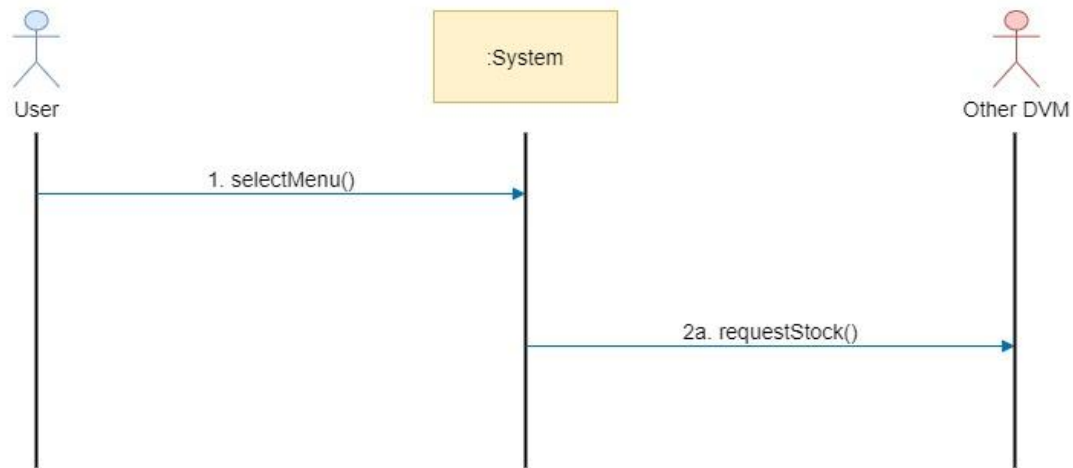 :System
User
Other DVM
1. selectMenu()
2a. requestStock()